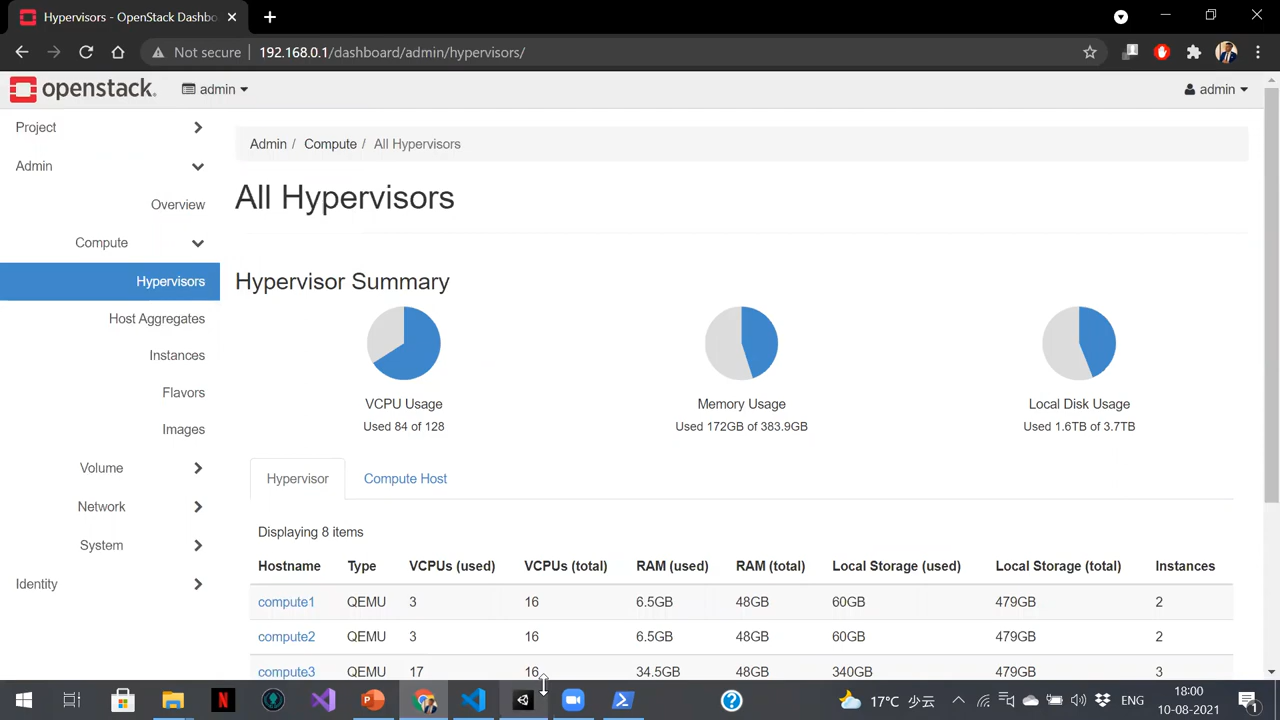 Hypervisors - OpenStack Dashbo
Not secure
192.168.0.1/dashboard/admin/hypervisors/
openstack.
admin
admin
Project
Admin
Overview
Compute
Hypervisors
Host Aggregates
Instances
Flavors
Images
Volume
Network
System
Identity
Admin / Compute / All Hypervisors
All Hypervisors
Hypervisor Summary
VCPU Usage
Used 84 of 128
Memory Usage
Used 172GB of 383.9GB
Local Disk Usage
Used 1.6TB of 3.7TB
Hypervisor Compute Host
Displaying 8 items
Hostname Type VCPUs (used) VCPUs (total) RAM (used) RAM (total) Local Storage (used) Local Storage (total) Instances
compute1 QEMU 3 16 6.5GB 48GB 60GB 479GB 2
compute2 QEMU 3 16 6.5GB 48GB 60GB 479GB 2
compute3 QEMU 17 16 34.5GB 48GB 340GB 479GB 3
17°C 少云
ENG
18:00
10-08-2021
1